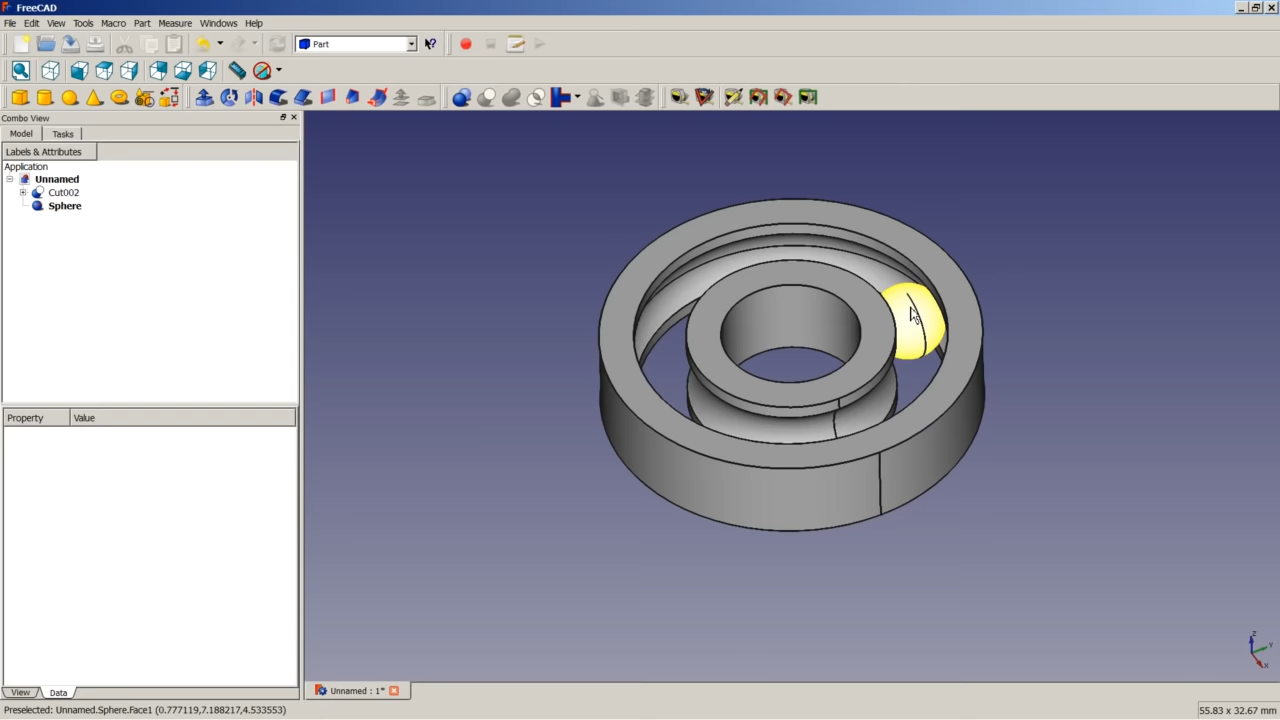 FreeCAD
File Edit View Tools Macro Part Measure Windows Help
Part
Combo View
Model Tasks
Labels & Attributes
Application
Unnamed
Cut002
Sphere
Property Value
View Data
Unnamed : 1*
Preselected: Unnamed.Sphere.Face1 (0.777119,7.188217,4.533553)
55.83 x 32.67 mm
Z
Y
X